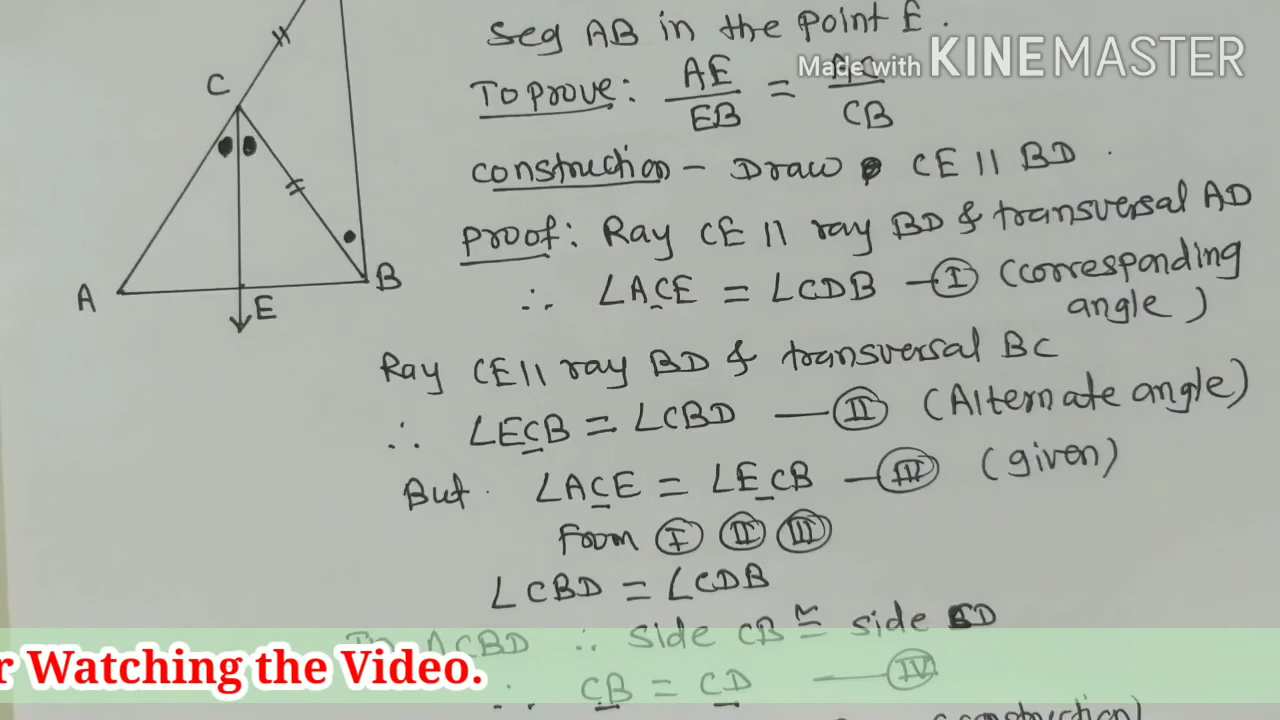 seg AB in the point E.
Made with KINEMASTER
To prove: AE/EB = AC/CB
construction - Draw CE || BD.
Proof: Ray CE || ray BD & transversal AD
∴ ∠ACE = ∠CDB — I (corresponding
angle)
Ray CE || ray BD & transversal BC
∴ ∠ECB = ∠CBD — II (Alternate angle)
But ∠ACE = ∠ECB — III (given)
From I II III
∠CBD = ∠CDB
∆CBD ∴ side CB ≅ side CD
∴ CB = CD — IV
construction)
r Watching the Video.
C
A
B
E